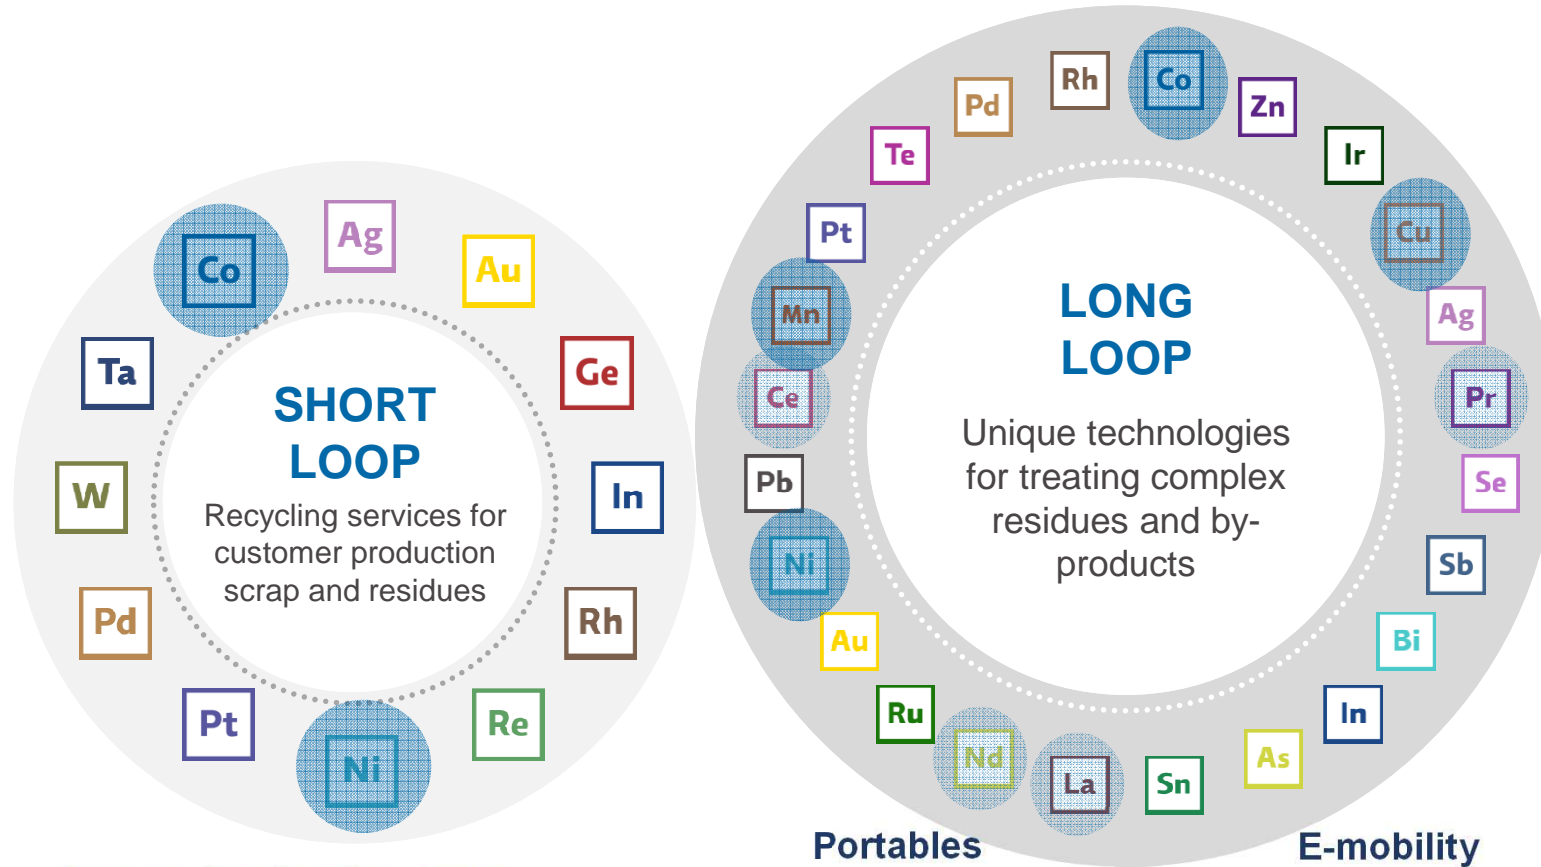 Ag
Au
Ge
In
Rh
Re
Ni
Pt
Pd
W
Ta
Co
SHORT
LOOP
Recycling services for
customer production
scrap and residues
Rh
Co
Zn
Ir
Cu
Ag
Pr
Se
Sb
Bi
In
As
Sn
La
Nd
Ru
Au
Ni
Pb
Ce
Mn
Pt
Te
Pd
LONG
LOOP
Unique technologies
for treating complex
residues and by-
products
Portables
E-mobility